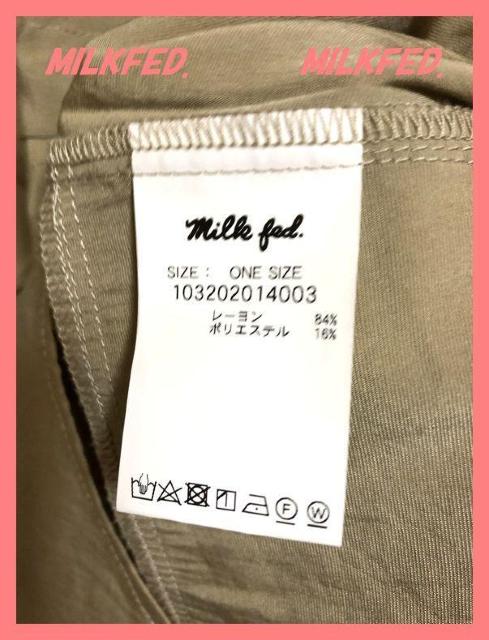 MILKFED. MILKFED.
Milk fed.
SIZE : ONE SIZE
103202014003
レーヨン 84%
ポリエステル 16%
F W